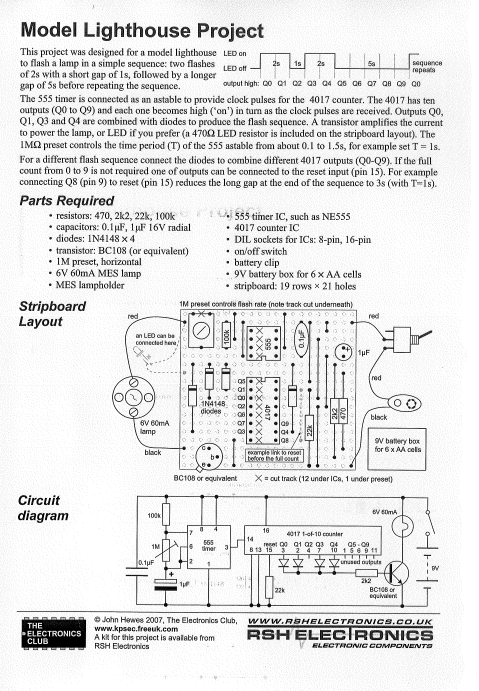 Model Lighthouse Project
This project was designed for a model lighthouse
to flash a lamp in a simple sequence: two flashes
of 2s with a short gap of 1s, followed by a longer
gap of 5s before repeating the sequence.
LED on
LED off
2s 1s 2s 5s
sequence
repeats
output high: Q0 Q1 Q2 Q3 Q4 Q5 Q6 Q7 Q8 Q9 Q0
The 555 timer is connected as an astable to provide clock pulses for the 4017 counter. The 4017 has ten
outputs (Q0 to Q9) and each one becomes high ('on') in turn as the clock pulses are received. Outputs Q0,
Q1, Q3 and Q4 are combined with diodes to produce the flash sequence. A transistor amplifies the current
to power the lamp, or LED if you prefer (a 470Ω LED resistor is included on the stripboard layout). The
1MΩ preset controls the time period (T) of the 555 astable from about 0.1 to 1.5s, for example set T = 1s.
For a different flash sequence connect the diodes to combine different 4017 outputs (Q0-Q9). If the full
count from 0 to 9 is not required one of outputs can be connected to the reset input (pin 15). For example
connecting Q8 (pin 9) to reset (pin 15) reduces the long gap at the end of the sequence to 3s (with T=1s).
Parts Required
• resistors: 470, 2k2, 22k, 100k
• capacitors: 0.1µF, 1µF 16V radial
• diodes: 1N4148 × 4
• transistor: BC108 (or equivalent)
• 1M preset, horizontal
• 6V 60mA MES lamp
• MES lampholder
• 555 timer IC, such as NE555
• 4017 counter IC
• DIL sockets for ICs: 8-pin, 16-pin
• on/off switch
• battery clip
• 9V battery box for 6 × AA cells
• stripboard: 19 rows × 21 holes
Stripboard
Layout
1M preset controls flash rate (note track cut underneath)
red
an LED can be
connected here
100k
555
0.1µF
1µF
red
red
black
6V 60mA
lamp
black
1N4148
diodes
Q5
Q1
Q0
Q2
Q6
Q7
Q3
4017
Q9
Q4
Q8
22k
2k2
470
example link to reset
before the full count
c
b
e
9V battery box
for 6 x AA cells
BC108 or equivalent
X = cut track (12 under ICs, 1 under preset)
Circuit
diagram
100k
1M
0.1µF
1µF
7
6
2
8 4
555
timer
3
1
14
16
4017 1-of-10 counter
reset Q0 Q1 Q2 Q3 Q4 Q5 - Q9
8 13 15 3 2 4 7 10 1 5 6 9 11
unused outputs
22k
2k2
6V 60mA
BC108 or
equivalent
9V
THE
ELECTRONICS
CLUB
© John Hewes 2007, The Electronics Club,
www.kpsec.freeuk.com
A kit for this project is available from
RSH Electronics
WWW.RSHELECTRONICS.CO.UK
RSH ELECTRONICS
ELECTRONIC COMPONENTS